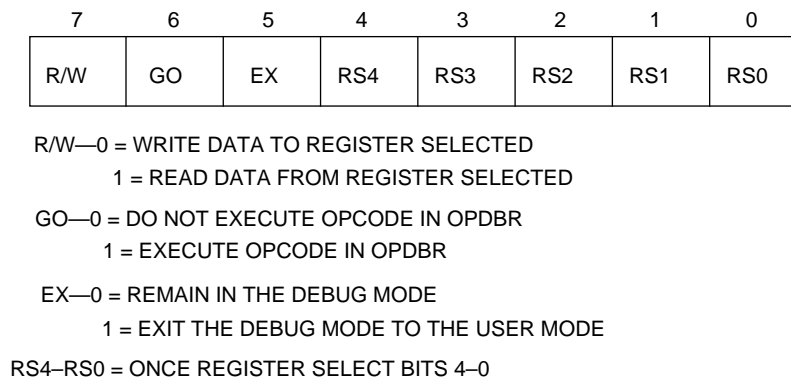 7 6 5 4 3 2 1 0
R/W GO EX RS4 RS3 RS2 RS1 RS0
R/W—0 = WRITE DATA TO REGISTER SELECTED
1 = READ DATA FROM REGISTER SELECTED
GO—0 = DO NOT EXECUTE OPCODE IN OPDBR
1 = EXECUTE OPCODE IN OPDBR
EX—0 = REMAIN IN THE DEBUG MODE
1 = EXIT THE DEBUG MODE TO THE USER MODE
RS4–RS0 = ONCE REGISTER SELECT BITS 4–0